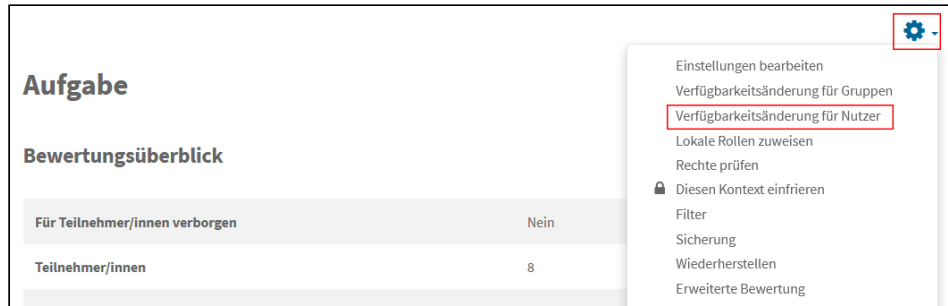 Aufgabe
Bewertungsüberblick
Für Teilnehmer/innen verborgen Nein
Teilnehmer/innen 8
Einstellungen bearbeiten
Verfügbarkeitsänderung für Gruppen
Verfügbarkeitsänderung für Nutzer
Lokale Rollen zuweisen
Rechte prüfen
Diesen Kontext einfrieren
Filter
Sicherung
Wiederherstellen
Erweiterte Bewertung